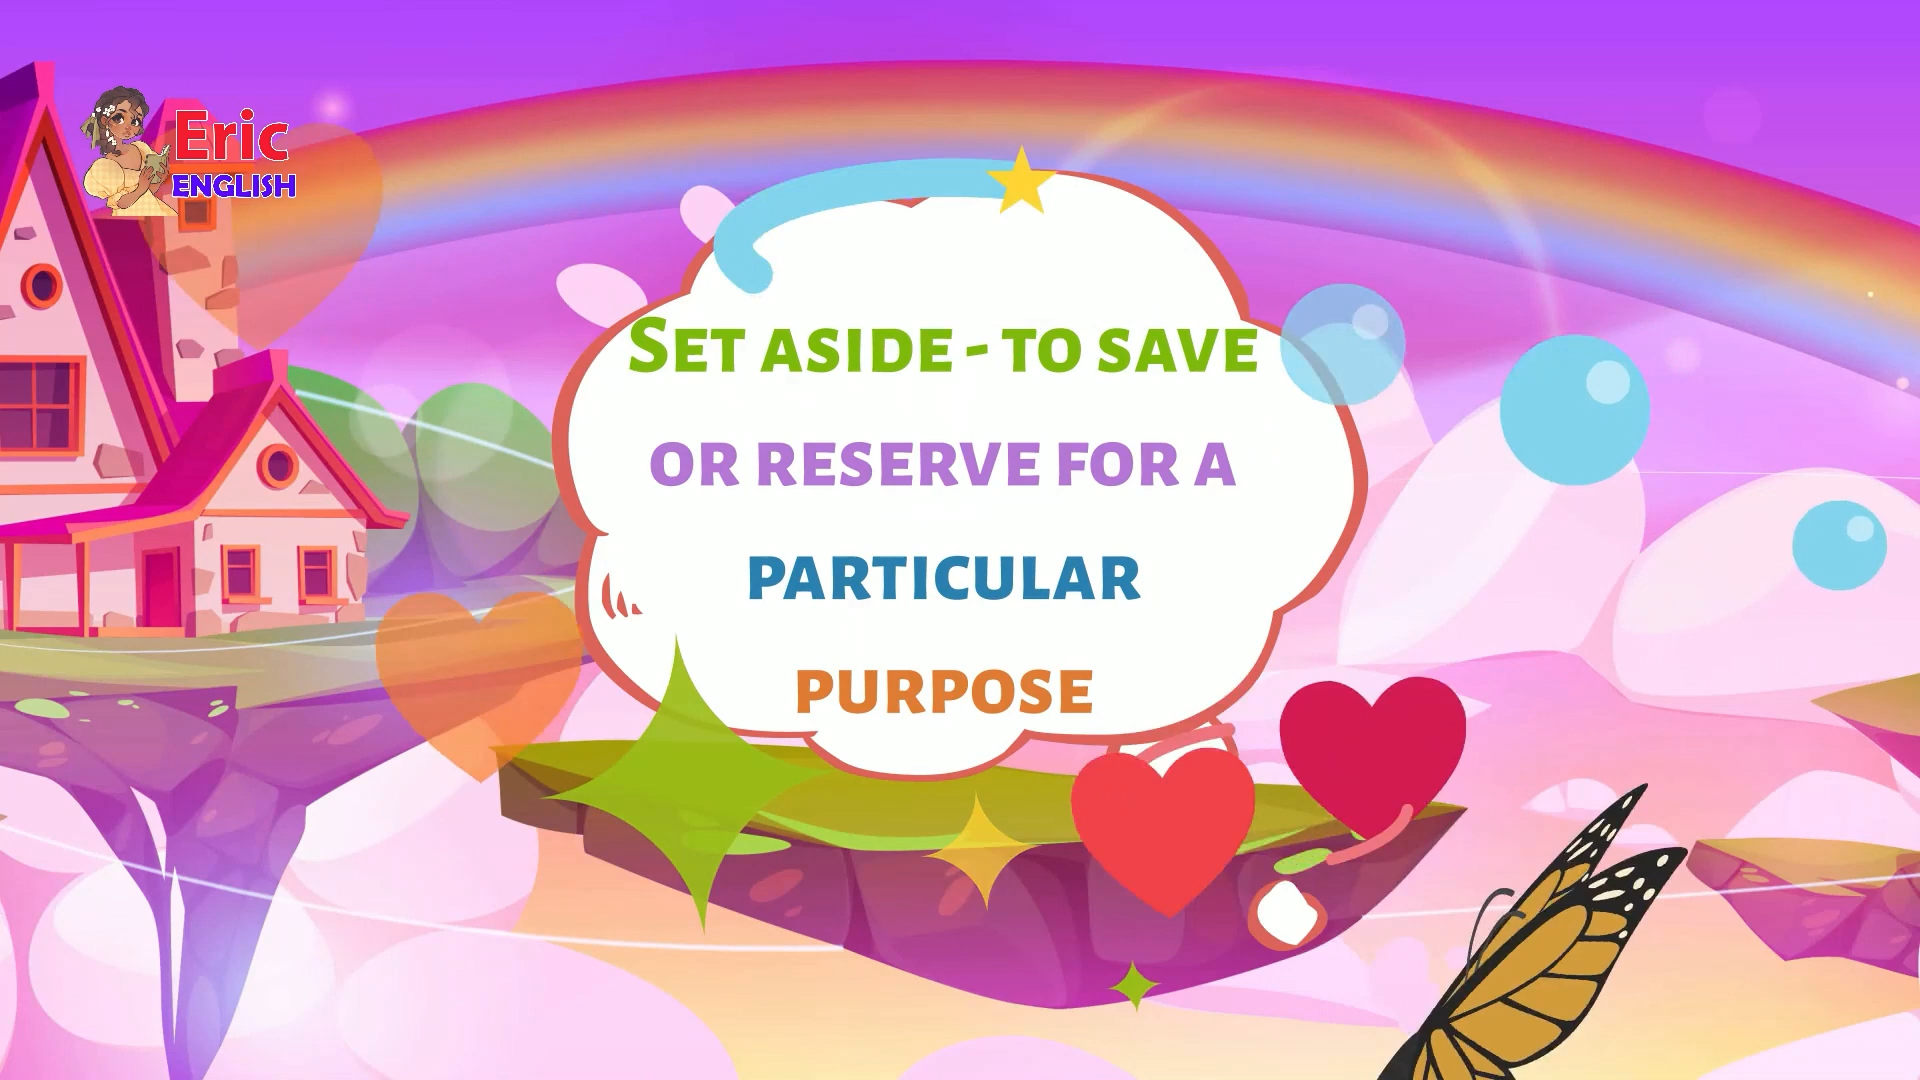 Eric
ENGLISH
SET ASIDE - TO SAVE
OR RESERVE FOR A
PARTICULAR
PURPOSE